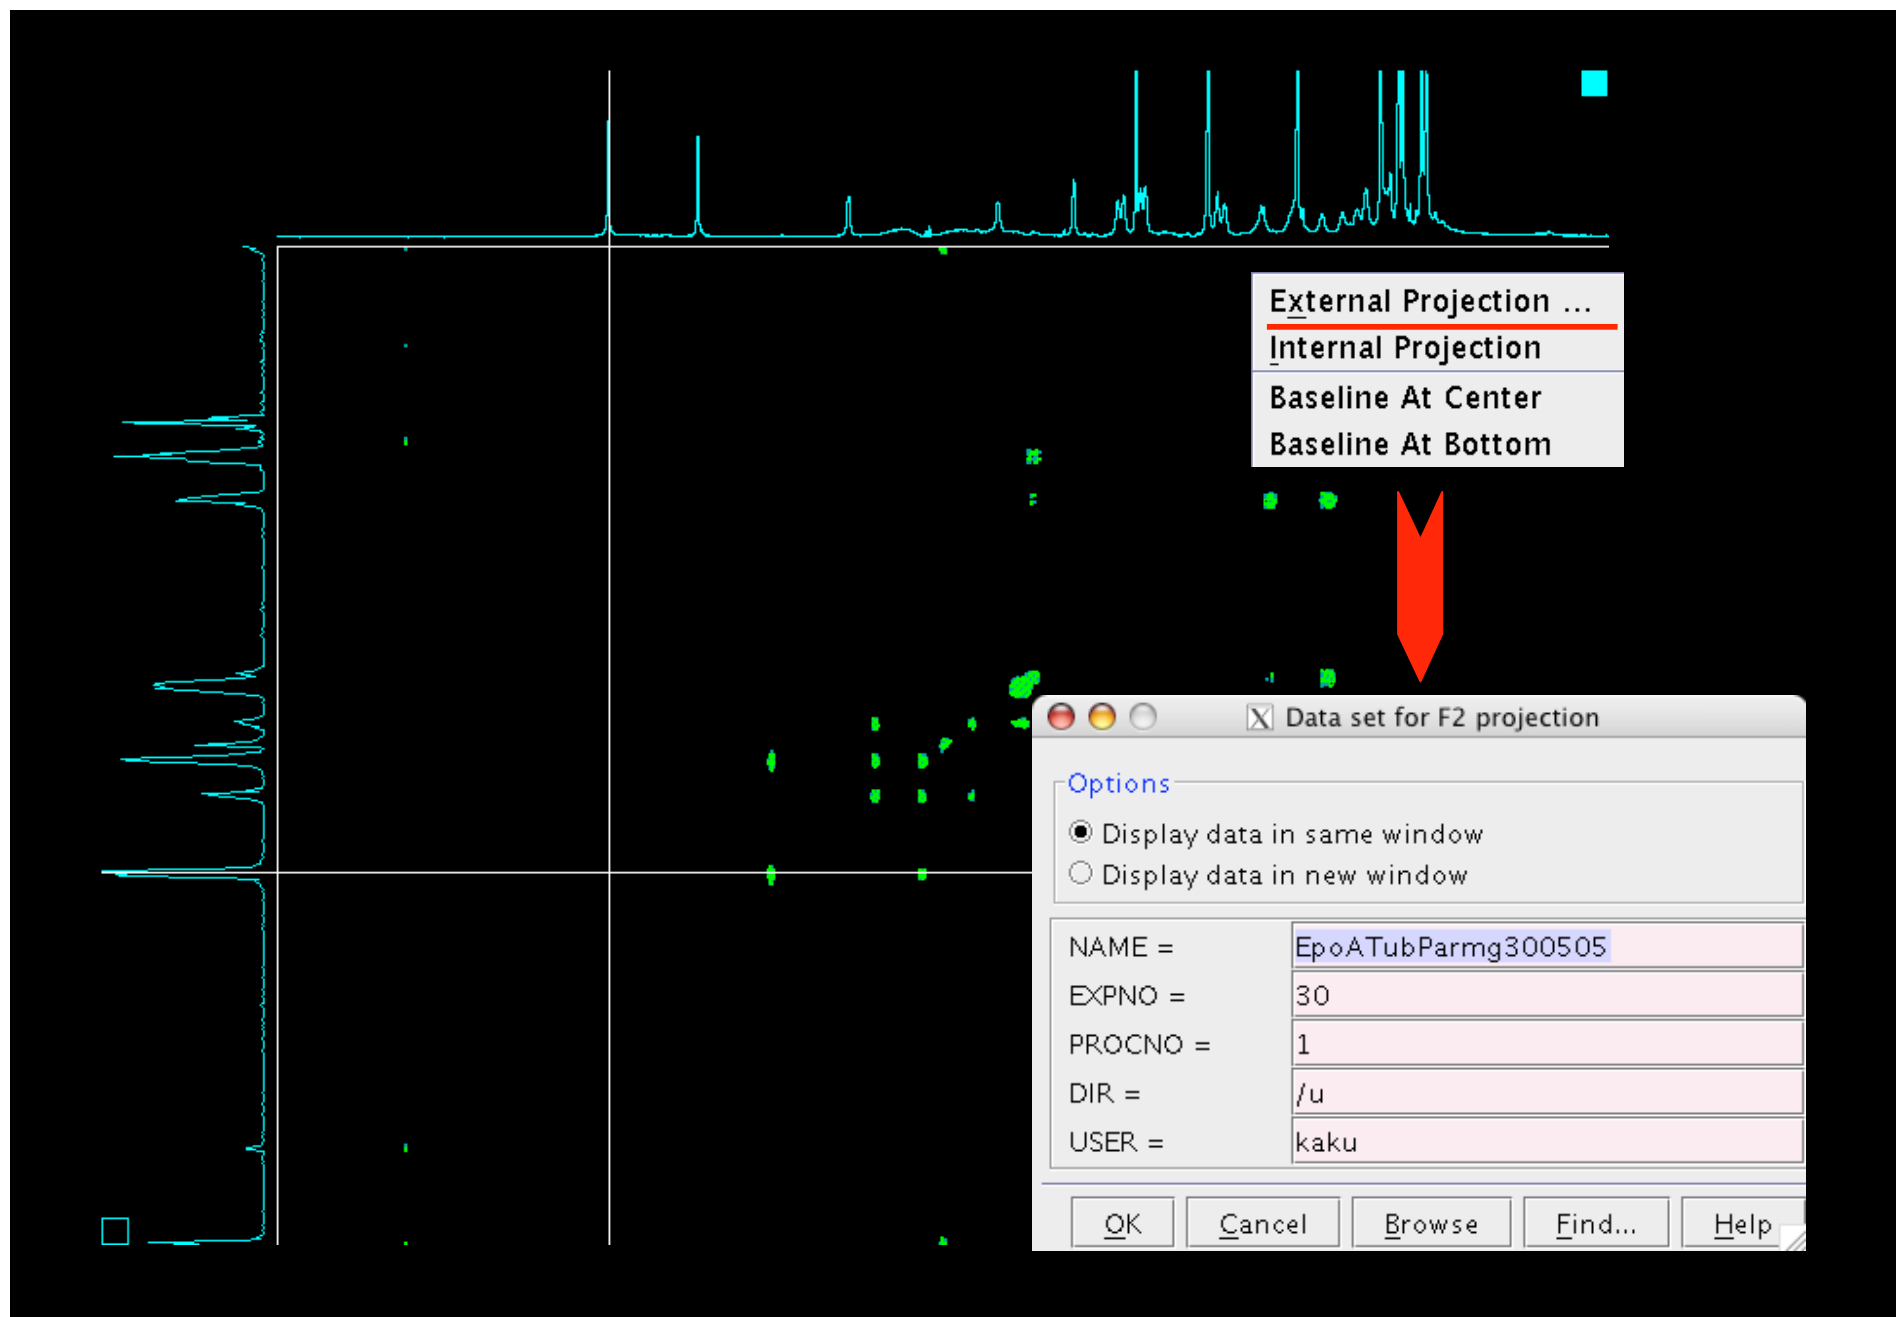 External Projection ...
Internal Projection
Baseline At Center
Baseline At Bottom
X Data set for F2 projection
Options
Display data in same window
Display data in new window
NAME = EpoATubParmg300505
EXPNO = 30
PROCNO = 1
DIR = /u
USER = kaku
OK Cancel Browse Find... Help